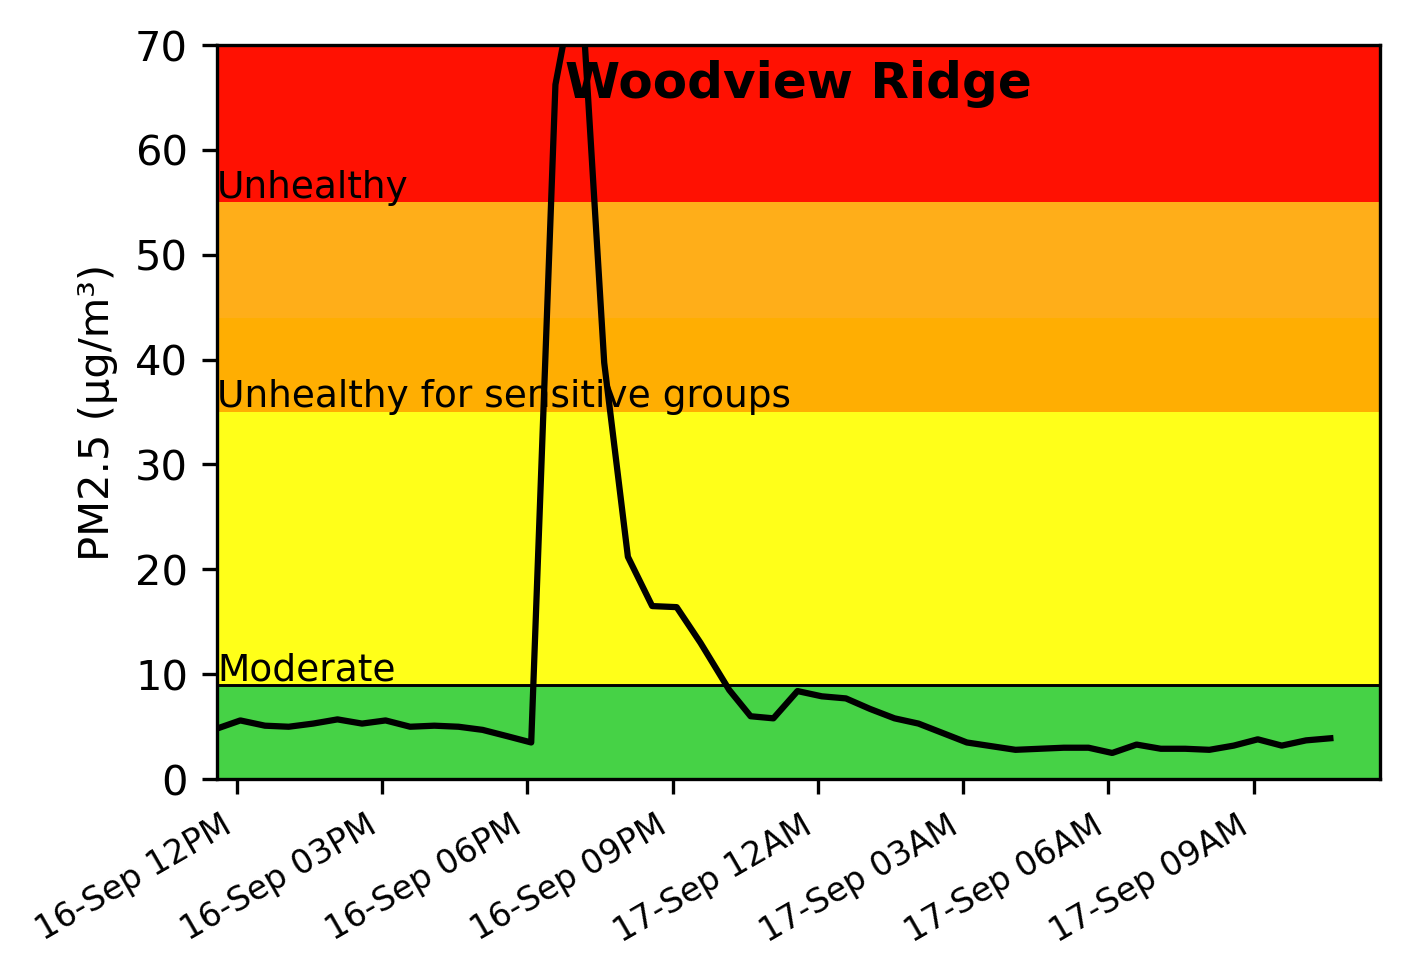 Woodview Ridge
70
60
Unhealthy
50
40
Unhealthy for sensitive groups
30
20
10
Moderate
0
PM2.5 (µg/m³)
16-Sep 12PM
16-Sep 03PM
16-Sep 06PM
16-Sep 09PM
17-Sep 12AM
17-Sep 03AM
17-Sep 06AM
17-Sep 09AM